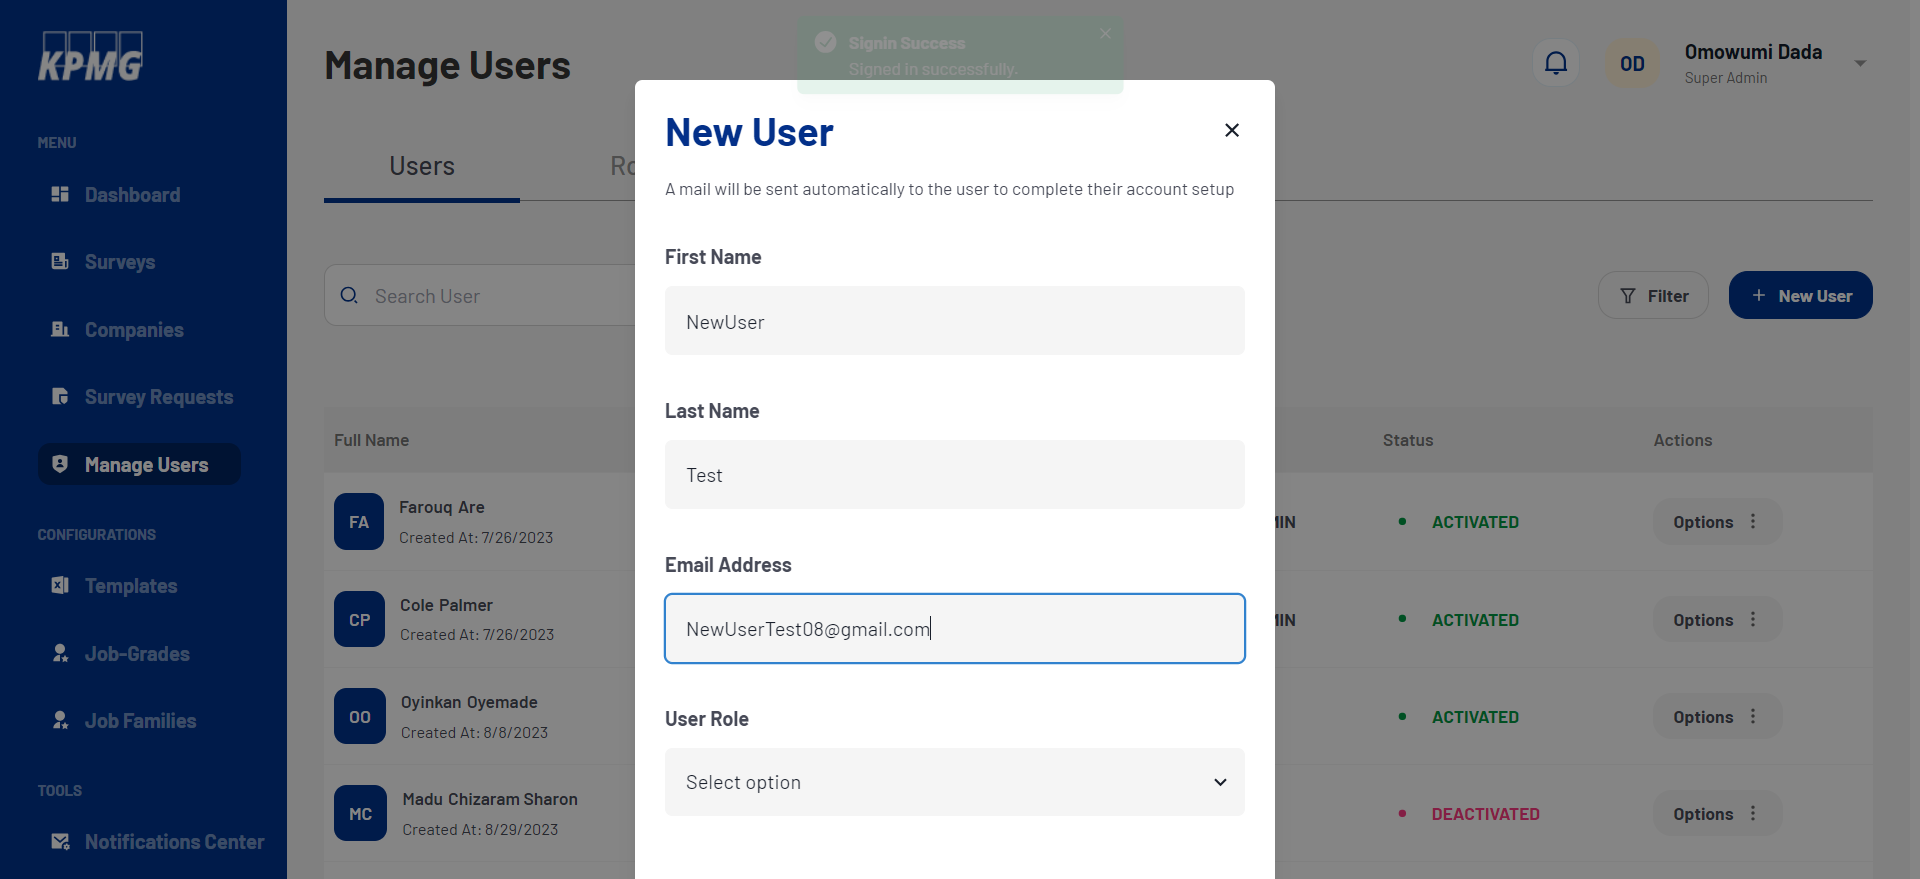 KPMG
MENU
Dashboard
Surveys
Companies
Survey Requests
Manage Users
CONFIGURATIONS
Templates
Job-Grades
Job Families
TOOLS
Notifications Center
Manage Users
Signin Success
Signed in successfully.
OD
Omowumi Dada
Super Admin
Users
Search User
Filter
+ New User
Full Name
Status
Actions
FA
Farouq Are
Created At: 7/26/2023
ACTIVATED
Options
CP
Cole Palmer
Created At: 7/26/2023
ACTIVATED
Options
OO
Oyinkan Oyemade
Created At: 8/8/2023
ACTIVATED
Options
MC
Madu Chizaram Sharon
Created At: 8/29/2023
DEACTIVATED
Options
New User
A mail will be sent automatically to the user to complete their account setup
First Name
NewUser
Last Name
Test
Email Address
NewUserTest08@gmail.com
User Role
Select option